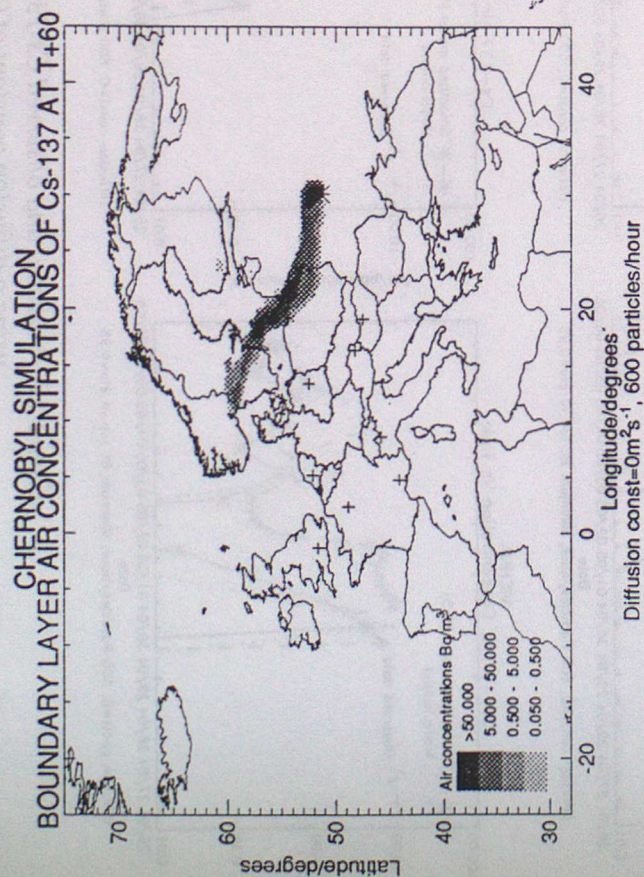 CHERNOBYL SIMULATION
BOUNDARY LAYER AIR CONCENTRATIONS OF Cs-137 AT T+60
Latitude/degrees
70
60
50
40
30
Air concentrations Be/m³
>50.000
5.000 - 50.000
0.500 - 5.000
0.050 - 0.500
-20
0
20
40
Longitude/degrees
Diffusion const=0m²s⁻¹, 600 particles/hour